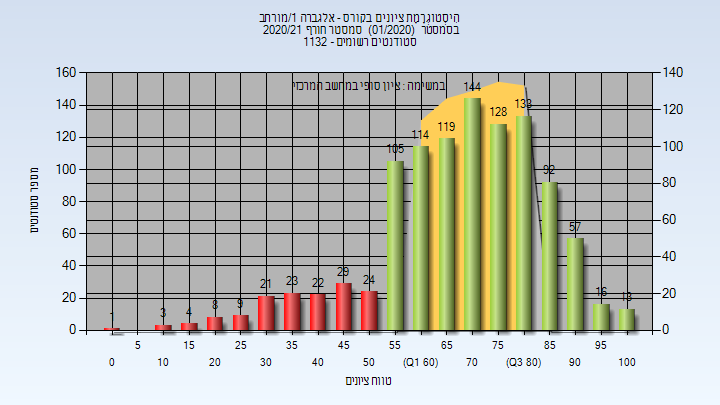 היסטוגרמת ציונים בקורס - אלגברה 1/מורחב
בסמסטר (01/2020) סמסטר חורף 2020/21
סטודנטים רשומים - 1132
במשימה : ציון סופי במחשב המרכזי
מספר סטודנטים
160 140 120 100 80 60 40 20 0
140 120 100 80 60 40 20 0
1 3 4 8 9 21 23 22 29 24 105 114 119 144 128 133 92 57 16 13
5 15 25 35 45 55 65 75 85 95
0 10 20 30 40 50 (Q1 60) 70 (Q3 80) 90 100
טווח ציונים